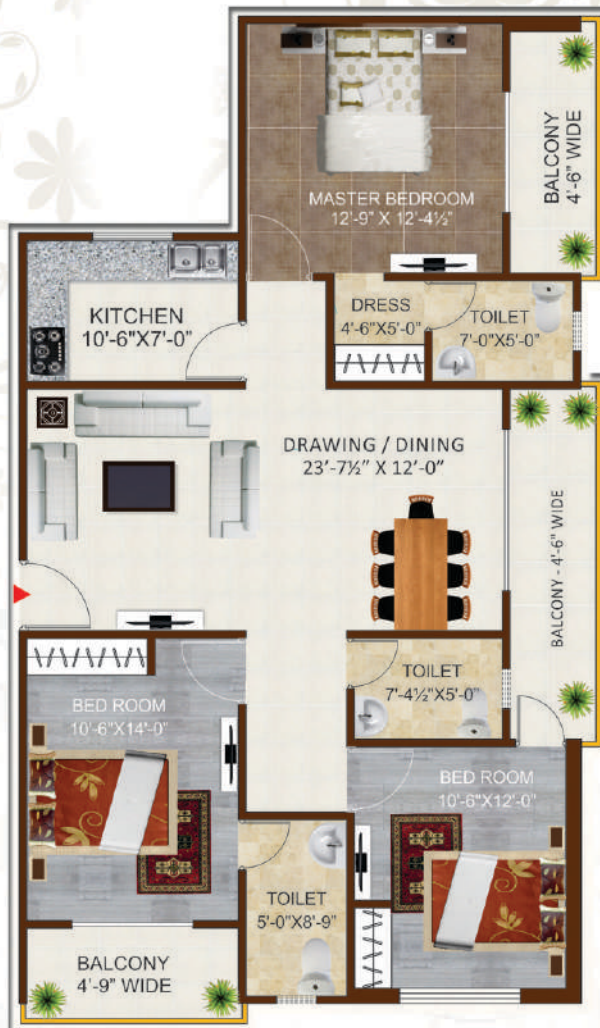 MASTER BEDROOM
12'-9" X 12'-4½"
BALCONY
4'-6" WIDE
KITCHEN
10'-6"X7'-0"
DRESS
4'-6"X5'-0"
TOILET
7'-0"X5'-0"
DRAWING / DINING
23'-7½" X 12'-0"
BALCONY - 4'-6" WIDE
TOILET
7'-4½"X5'-0"
BED ROOM
10'-6"X14'-0"
BED ROOM
10'-6"X12'-0"
TOILET
5'-0"X8'-9"
BALCONY
4'-9" WIDE